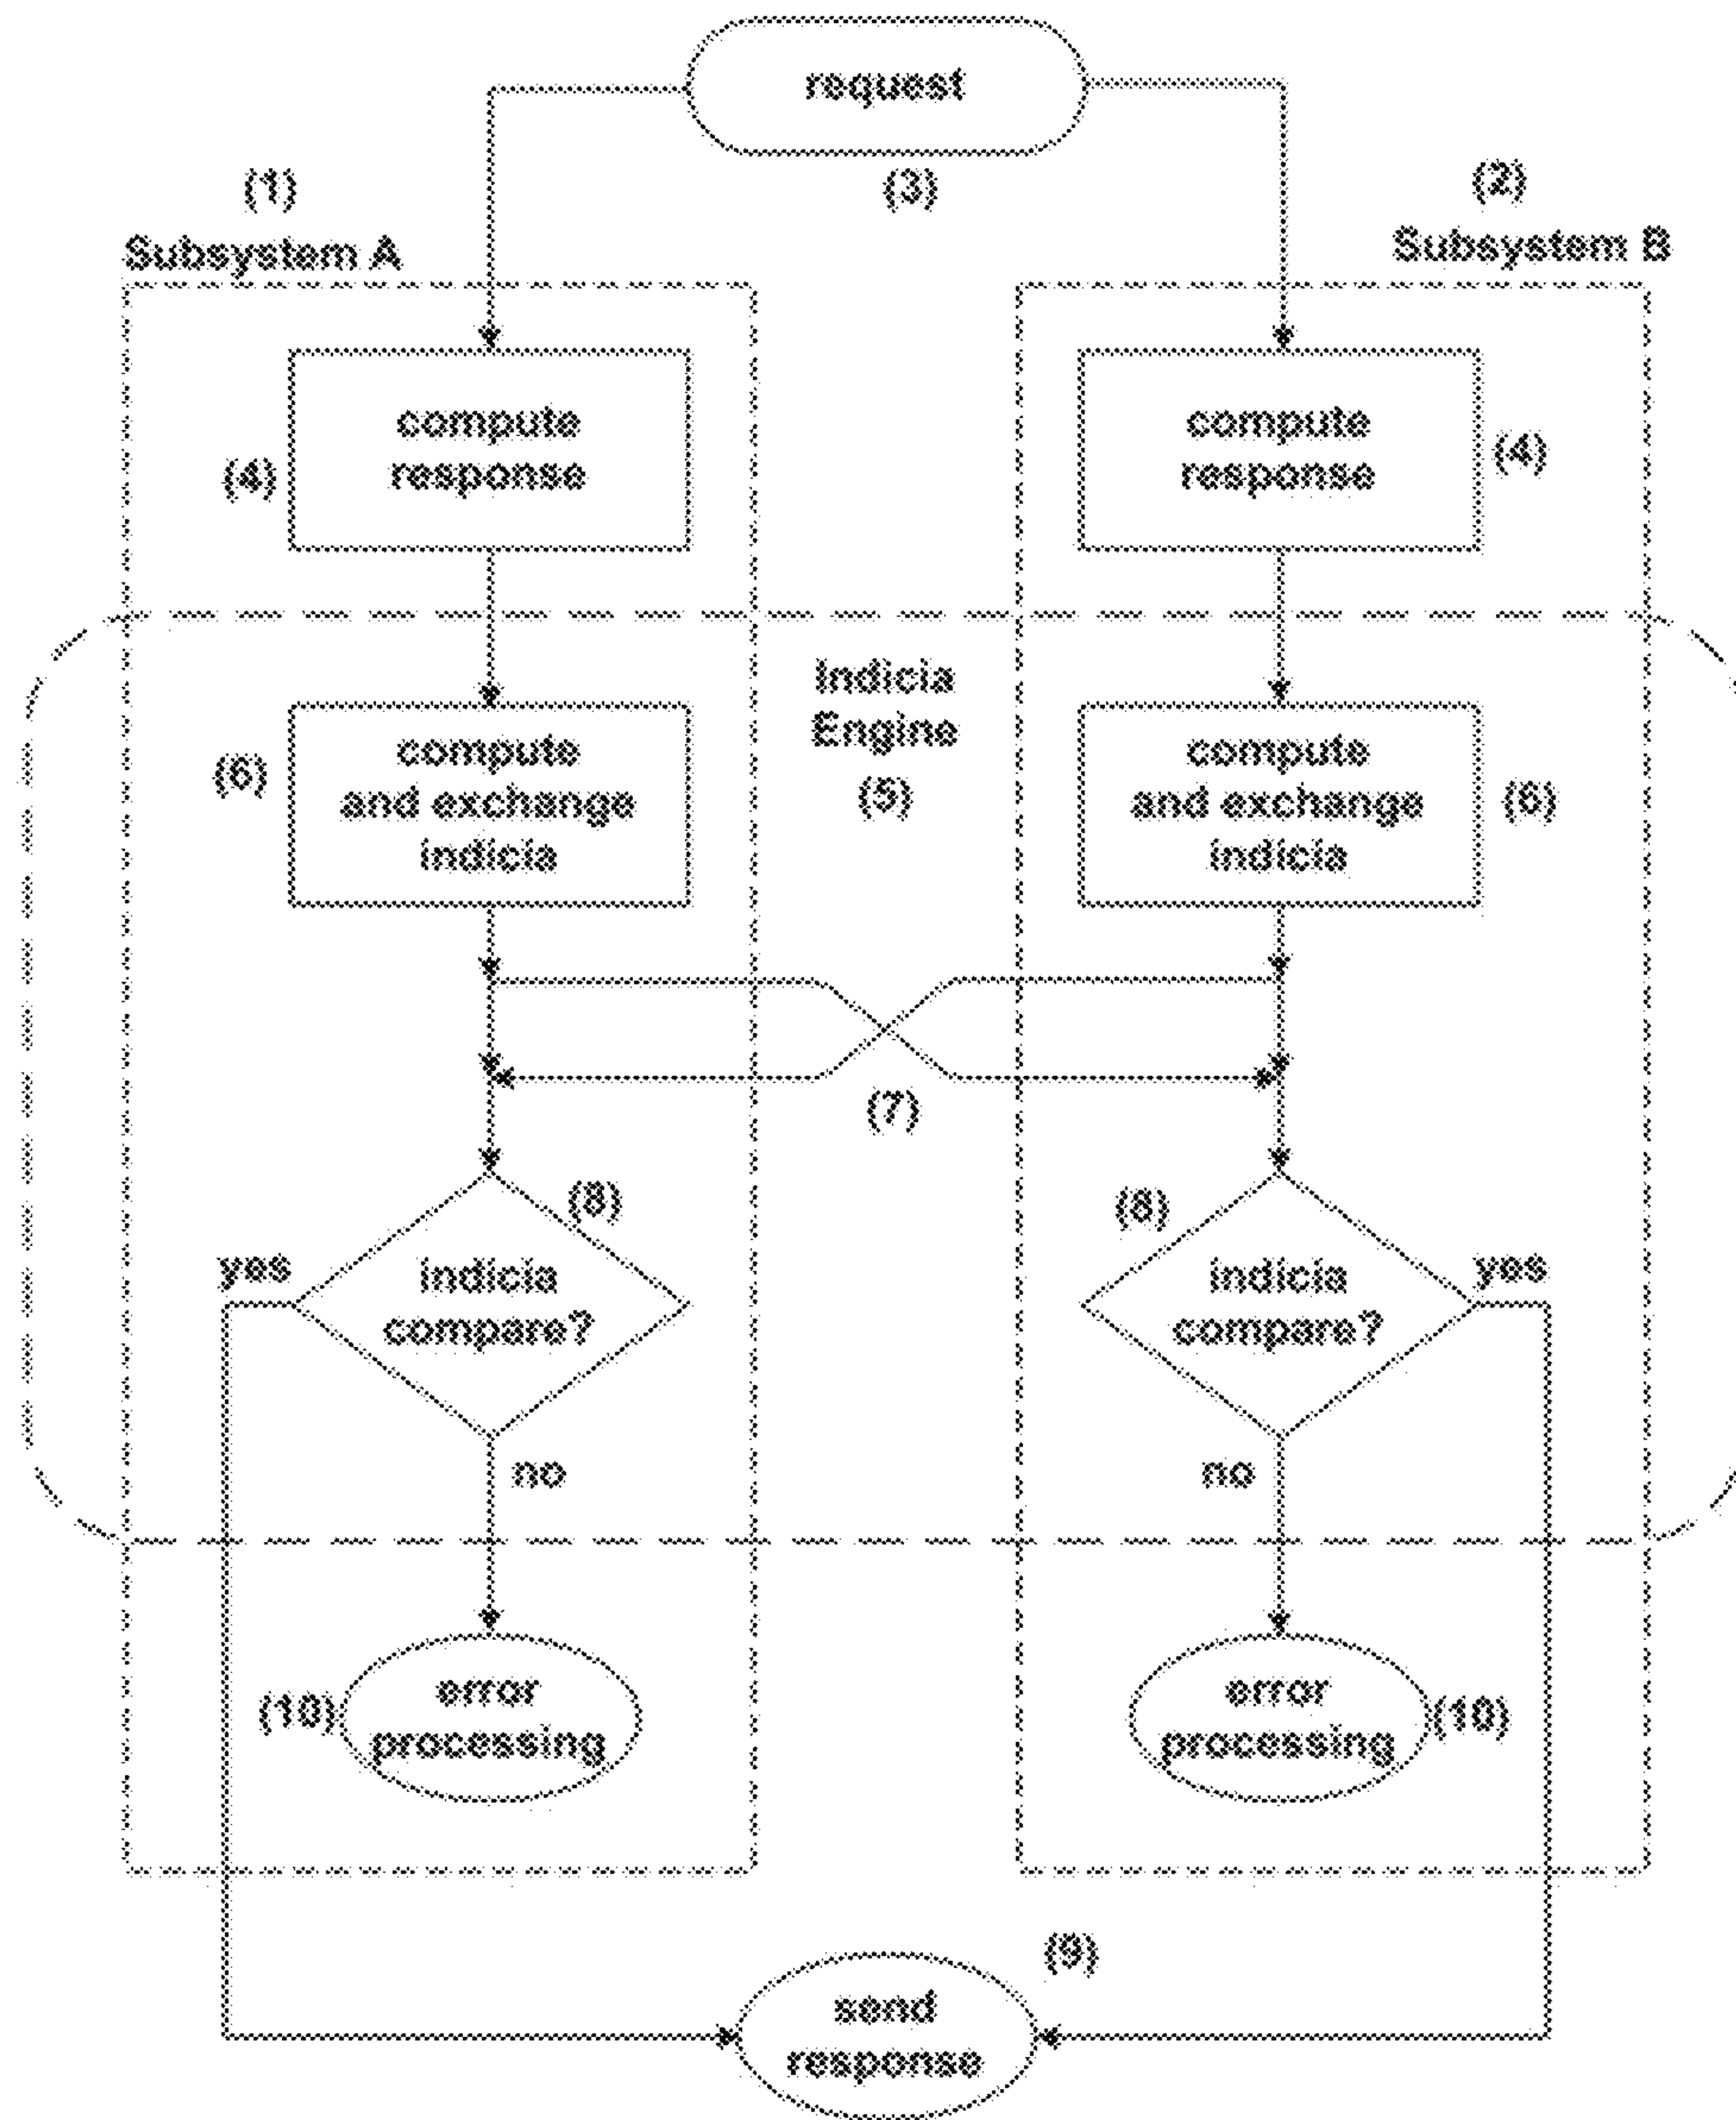 request
(3)
(1)
Subsystem A
(2)
Subsystem B
compute
response
(4)
compute
response
(4)
Indicia
Engine
(5)
compute
and exchange
indicia
(6)
compute
and exchange
indicia
(6)
(7)
(8)
indicia
compare?
yes
no
(8)
indicia
compare?
yes
no
(10)
error
processing
error
processing
(10)
(9)
send
response